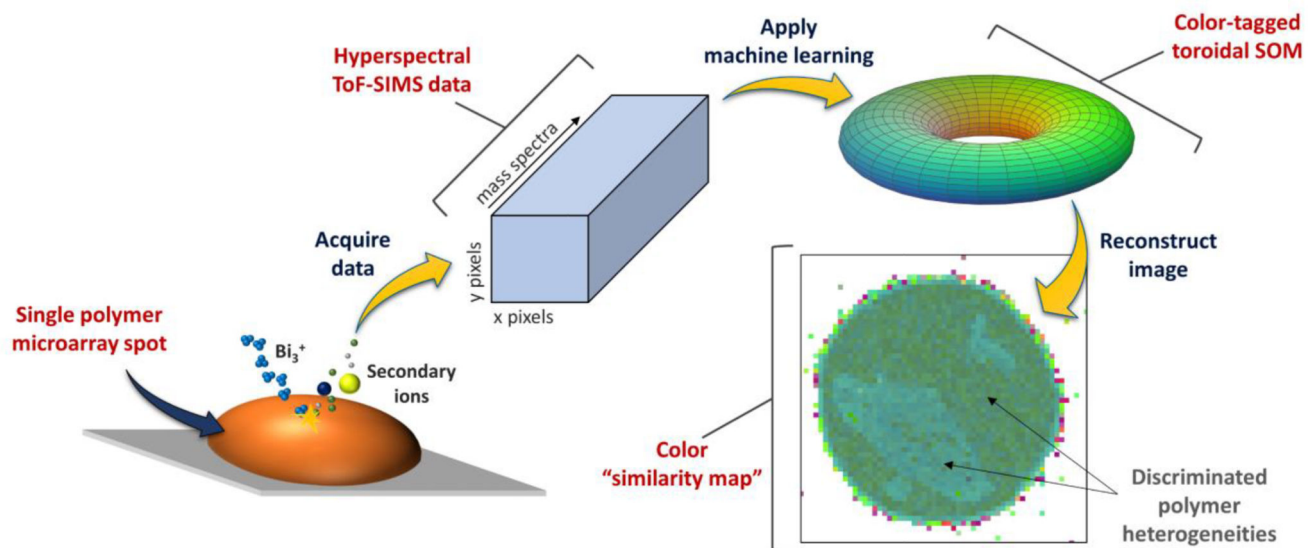 Single polymer
microarray spot
Bi₃⁺
Secondary
ions
Acquire
data
Hyperspectral
ToF-SIMS data
mass spectra
y pixels
x pixels
Apply
machine learning
Color-tagged
toroidal SOM
Reconstruct
image
Color
“similarity map”
Discriminated
polymer
heterogeneities